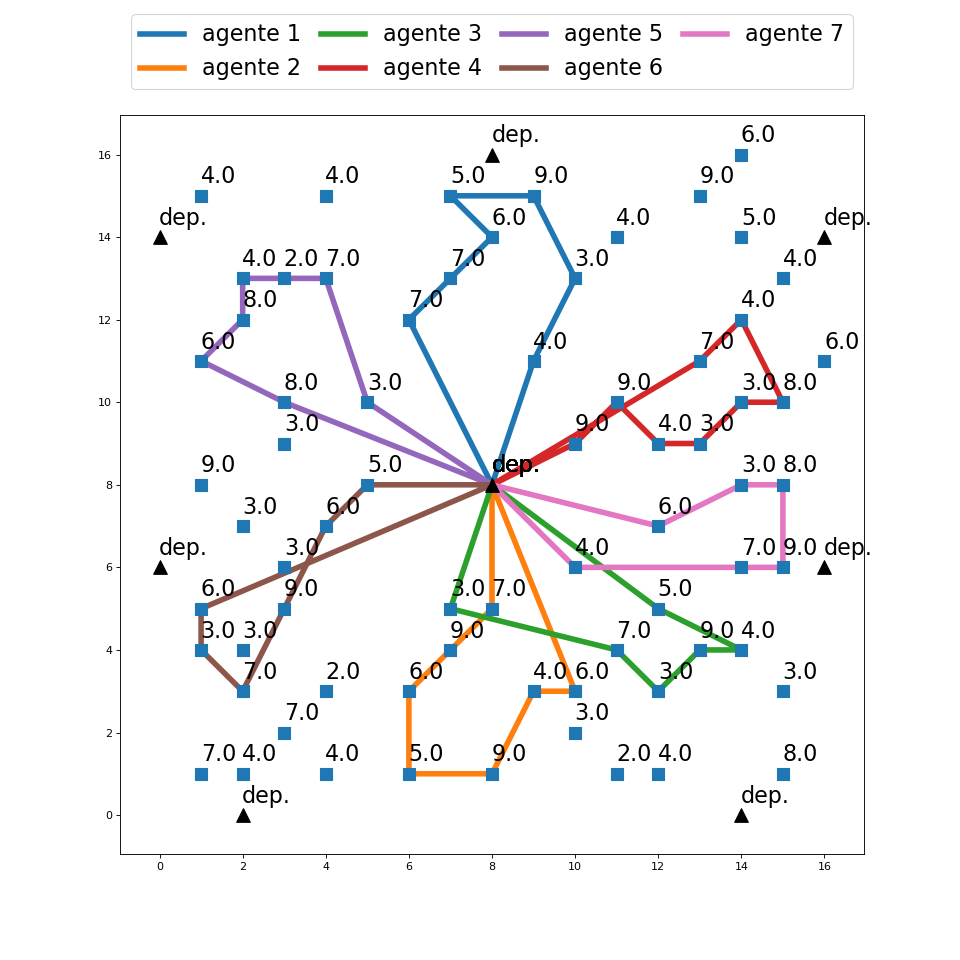 agente 1 agente 3 agente 5 agente 7
agente 2 agente 4 agente 6
dep. 6.0
16
4.0 4.0 5.0 9.0 9.0
dep. 6.0 4.0 5.0 dep.
14
4.0 2.0 7.0 7.0 3.0 4.0
8.0 7.0 4.0
12
6.0 4.0 7.0 6.0
8.0 3.0 9.0 3.0 8.0
10
3.0 9.0 4.0 3.0
9.0 5.0 dep. 3.0 8.0
8
3.0 6.0 6.0
dep. 3.0 4.0 7.0 9.0 dep.
6
6.0 9.0 3.0 7.0 5.0
3.0 3.0 9.0 7.0 9.0 4.0
4
7.0 2.0 6.0 4.0 6.0 3.0 3.0
7.0 3.0
2
7.0 4.0 4.0 5.0 9.0 2.0 4.0 8.0
dep. dep.
0
0 2 4 6 8 10 12 14 16